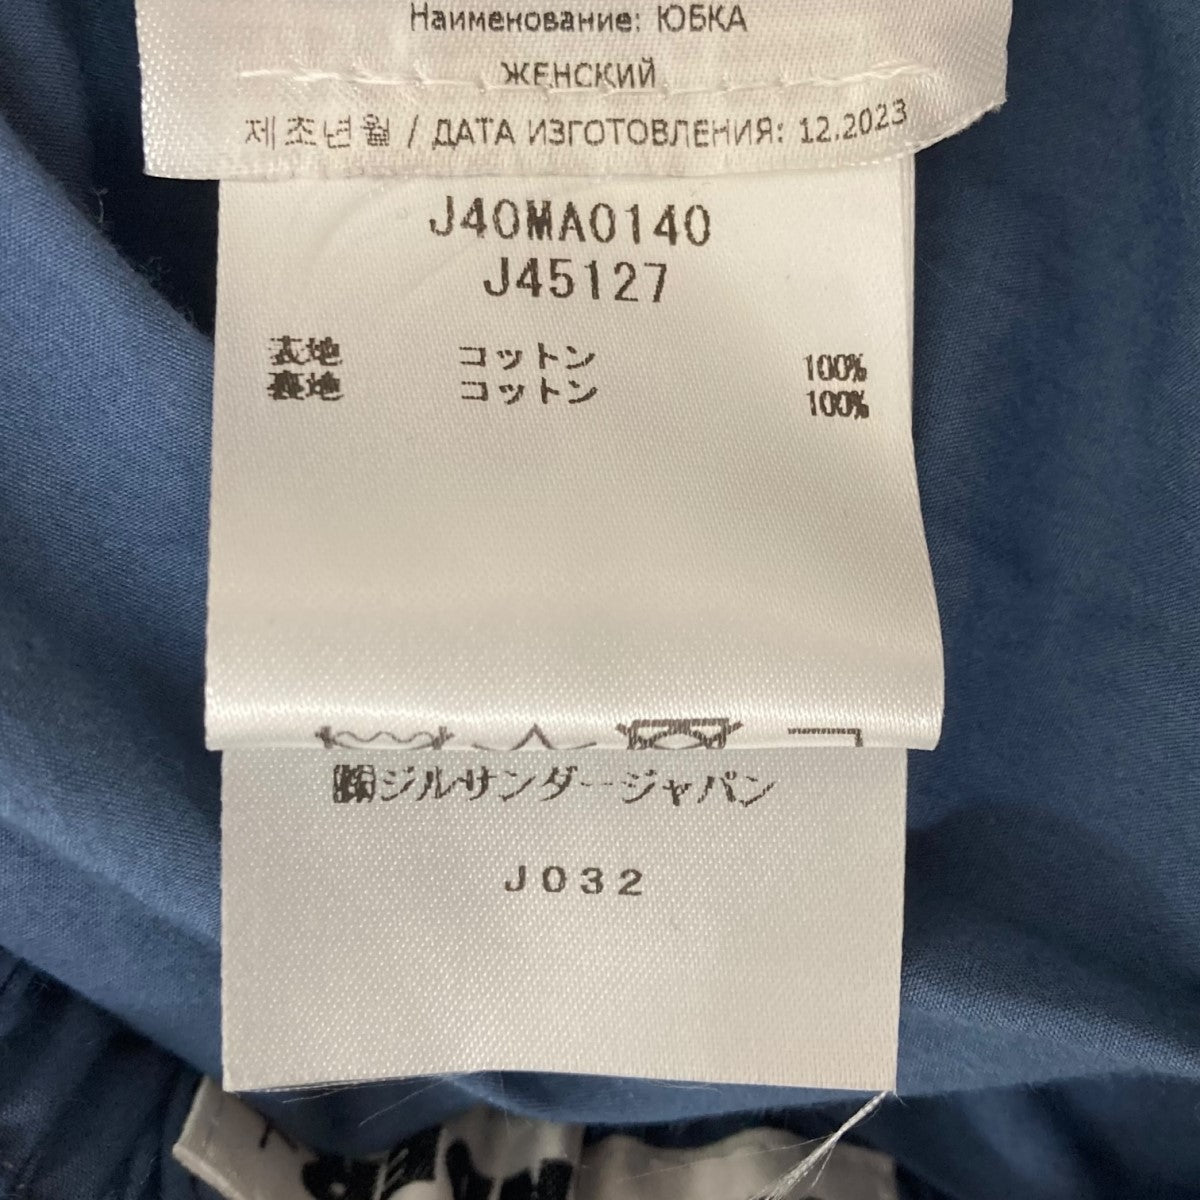 Наименование: ЮБКА
ЖЕНСКИЙ
제조년월 / ДАТА ИЗГОТОВЛЕНИЯ: 12.2023
J40MA0140
J45127
表地 コットン 100%
裏地 コットン 100%
㈱ジルサンダージャパン
J032